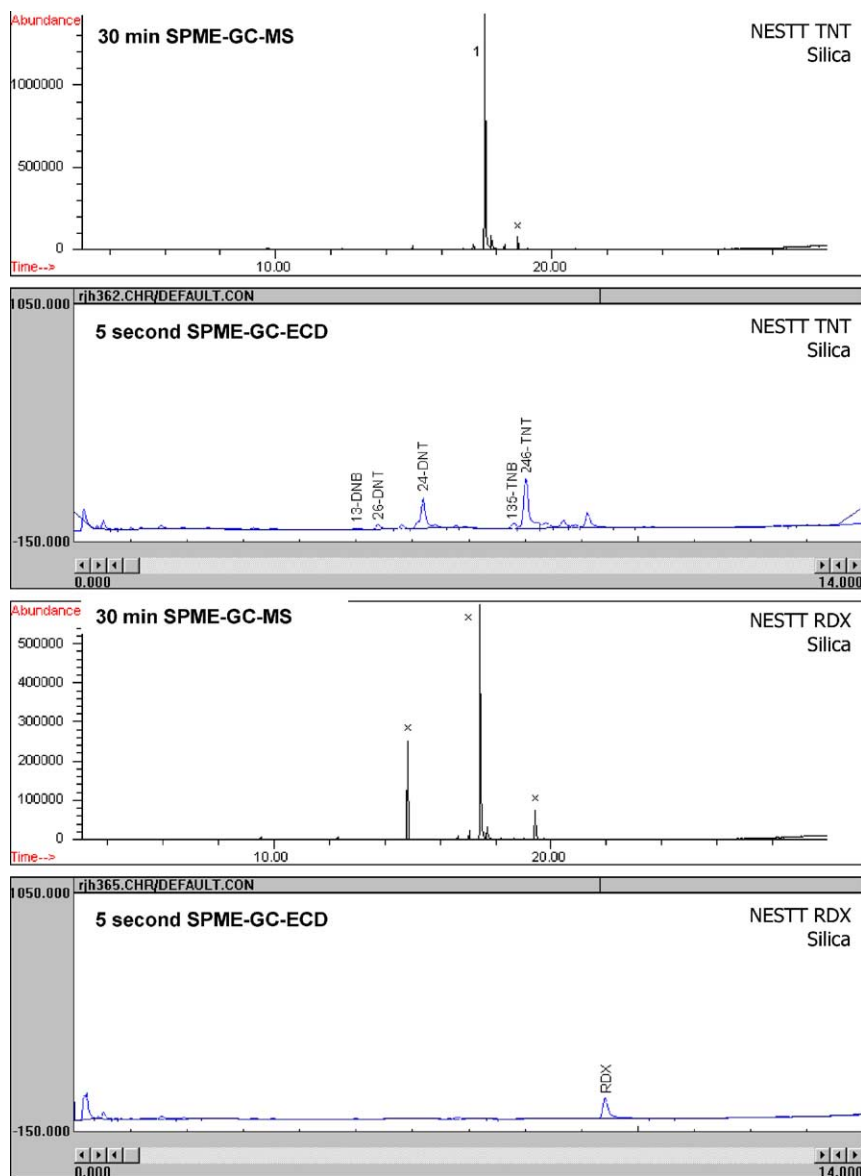 Abundance
30 min SPME-GC-MS
NESTT TNT
Silica
1
1000000
500000
0
×
Time-->
10.00
20.00
1050.000
rjh362.CHR/DEFAULT.CON
5 second SPME-GC-ECD
NESTT TNT
Silica
13-DNB
26-DNT
24-DNT
135-TNB
246-TNT
-150.000
0.000
14.000
Abundance
30 min SPME-GC-MS
NESTT RDX
Silica
500000
400000
300000
200000
100000
0
×
×
×
Time-->
10.00
20.00
1050.000
rjh365.CHR/DEFAULT.CON
5 second SPME-GC-ECD
NESTT RDX
Silica
RDX
-150.000
0.000
14.000